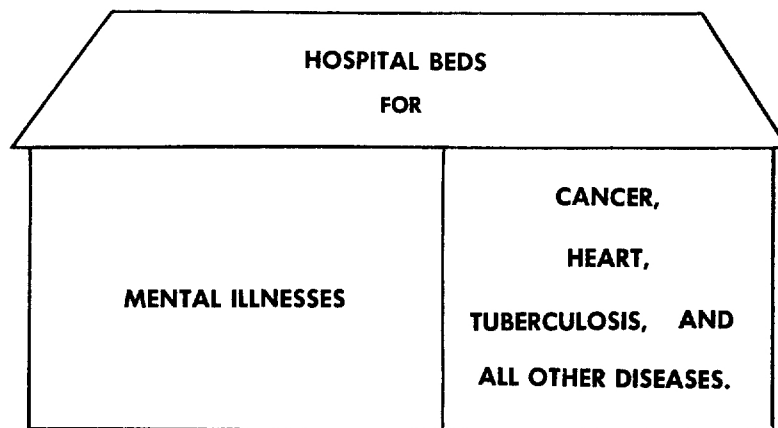 HOSPITAL BEDS
FOR
MENTAL ILLNESSES
CANCER,
HEART,
TUBERCULOSIS, AND
ALL OTHER DISEASES.